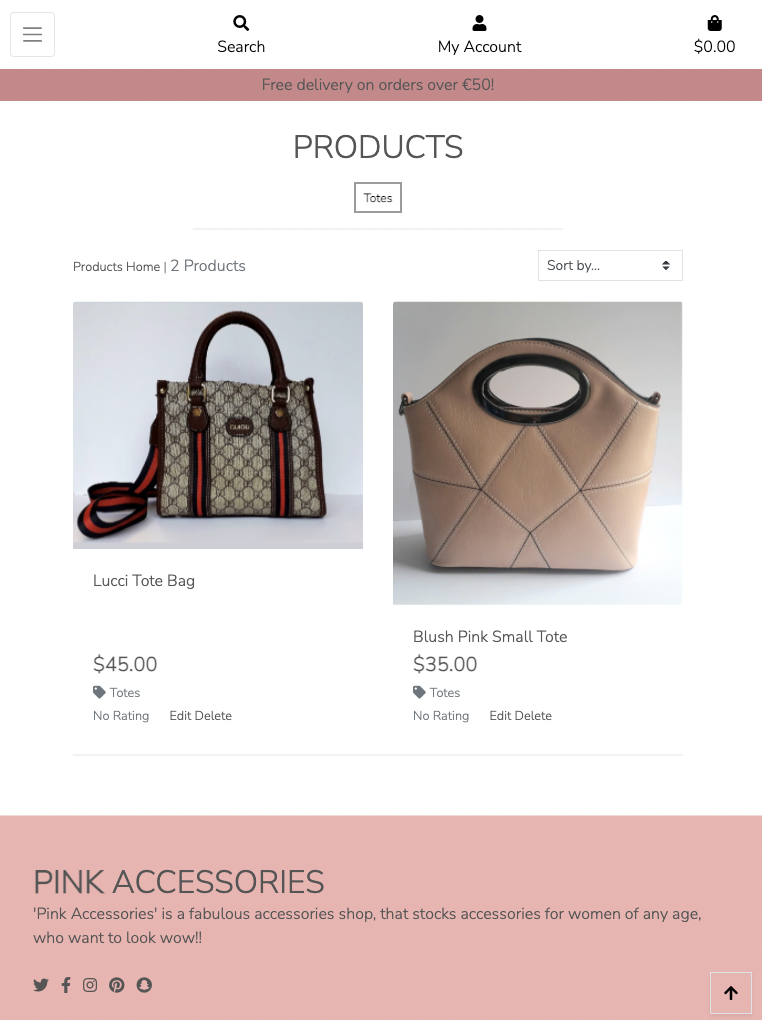 Search
My Account
$0.00
Free delivery on orders over €50!
PRODUCTS
Totes
Products Home | 2 Products
Sort by...
Lucci Tote Bag
$45.00
Totes
No Rating Edit Delete
Blush Pink Small Tote
$35.00
Totes
No Rating Edit Delete
PINK ACCESSORIES
'Pink Accessories' is a fabulous accessories shop, that stocks accessories for women of any age,
who want to look wow!!